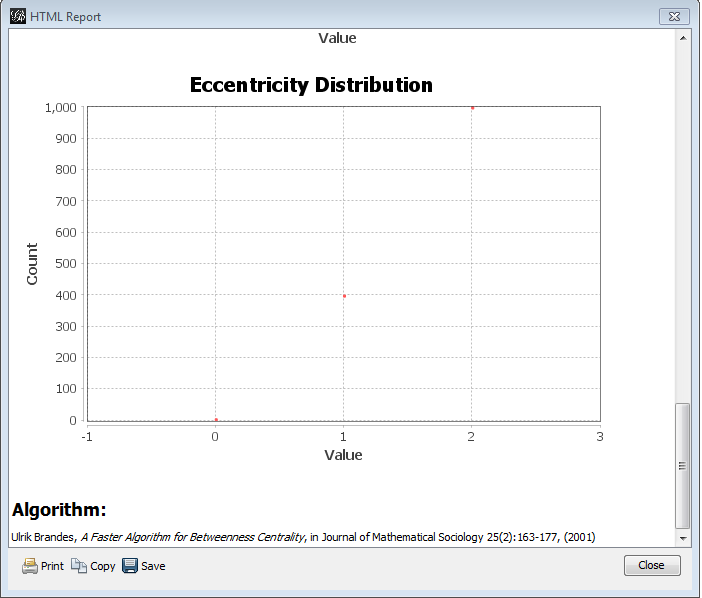 HTML Report
Value
Eccentricity Distribution
1,000
900
800
700
600
500
400
300
200
100
0
Count
-1 0 1 2 3
Value
Algorithm:
Ulrik Brandes, A Faster Algorithm for Betweenness Centrality, in Journal of Mathematical Sociology 25(2):163-177, (2001)
Print Copy Save Close